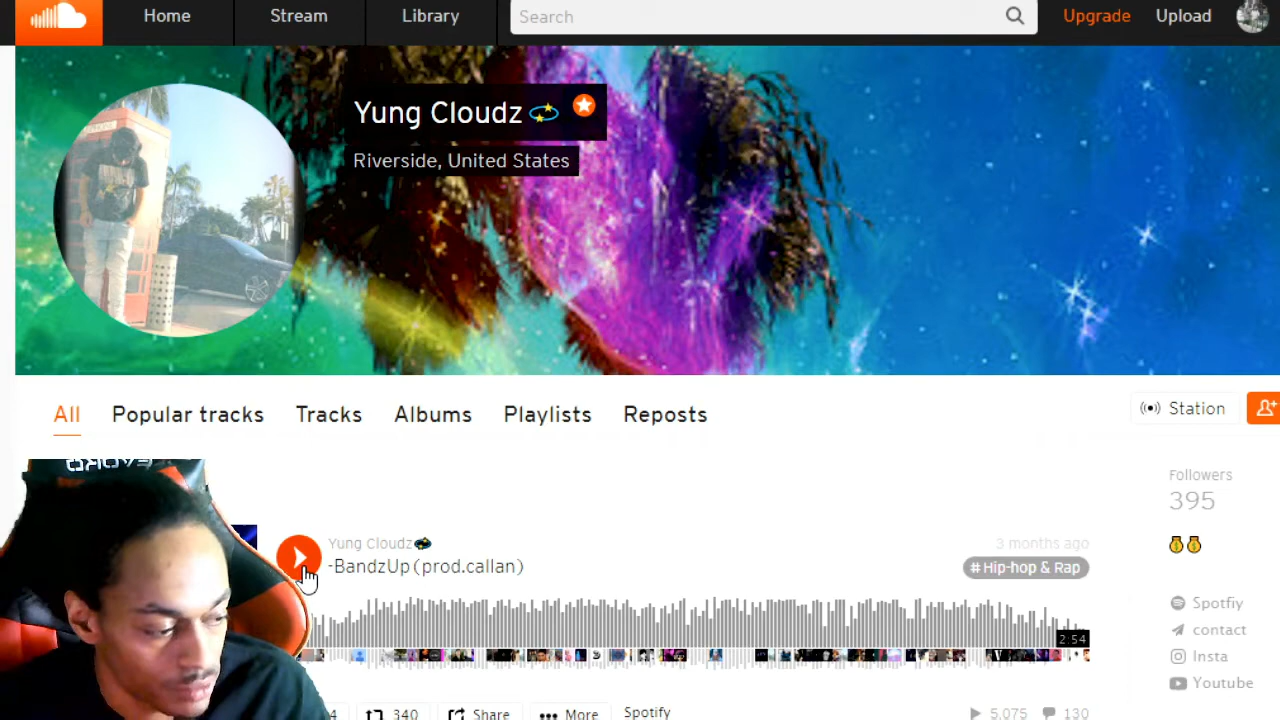 Home Stream Library Search Upgrade Upload
Yung Cloudz
Riverside, United States
All Popular tracks Tracks Albums Playlists Reposts Station
Followers
395
Yung Cloudz 3 months ago
-BandzUp(prod.callan) # Hip-hop & Rap
2:54
Spotfiy
contact
Insta
Youtube
4 340 Share More Spotify 5,075 130